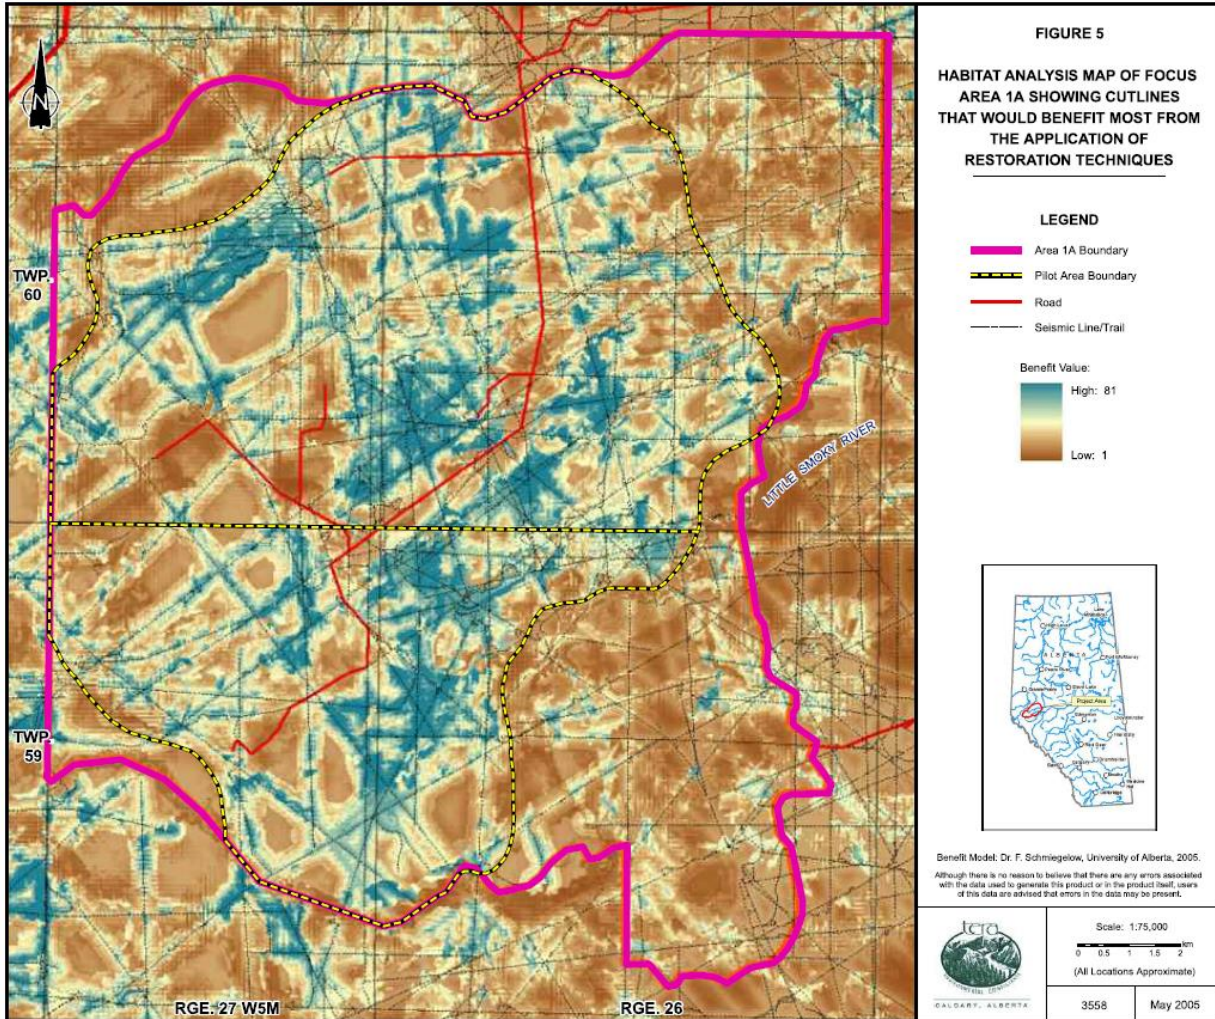 FIGURE 5
HABITAT ANALYSIS MAP OF FOCUS
AREA 1A SHOWING CUTLINES
THAT WOULD BENEFIT MOST FROM
THE APPLICATION OF
RESTORATION TECHNIQUES
LEGEND
Area 1A Boundary
Pilot Area Boundary
Road
Seismic Line/Trail
Benefit Value:
High: 81
Low: 1
N
TWP.
60
LITTLE SMOKY RIVER
TWP.
59
RGE. 27 W5M
RGE. 26
ALBERTA
Project Area
Benefit Model: Dr. F. Schmiegelow, University of Alberta, 2005.
Although there is no reason to believe that there are any errors associated
with the data used to generate this product or in the product itself, users
of this data are advised that errors in the data may be present.
tera
CALGARY, ALBERTA
Scale: 1:75,000
km
0 0.5 1 1.5 2
(All Locations Approximate)
3558
May 2005